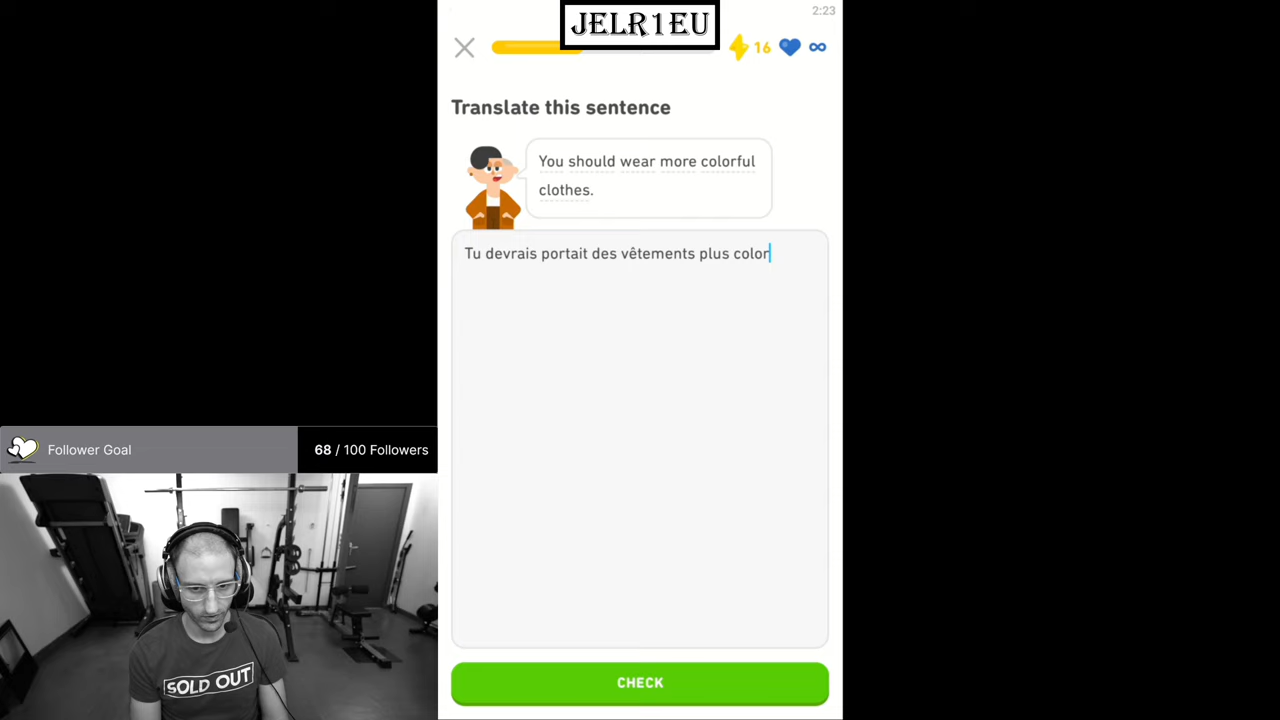 JELR1EU
2:23
16
∞
Translate this sentence
You should wear more colorful
clothes.
Tu devrais portait des vêtements plus color
Follower Goal
68 / 100 Followers
SOLD OUT
CHECK